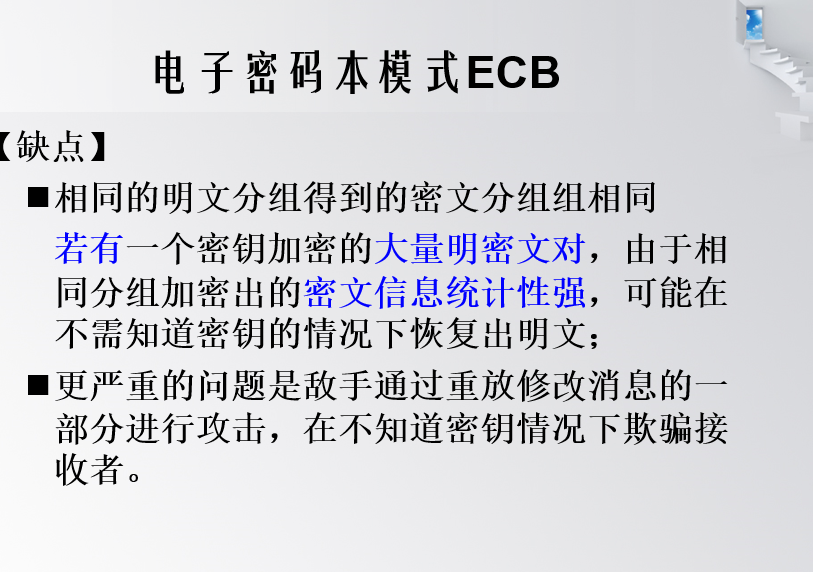 电子密码本模式ECB
【缺点】
■相同的明文分组得到的密文分组组相同
若有一个密钥加密的大量明密文对，由于相
同分组加密出的密文信息统计性强，可能在
不需知道密钥的情况下恢复出明文；
■更严重的问题是敌手通过重放修改消息的一
部分进行攻击，在不知道密钥情况下欺骗接
收者。